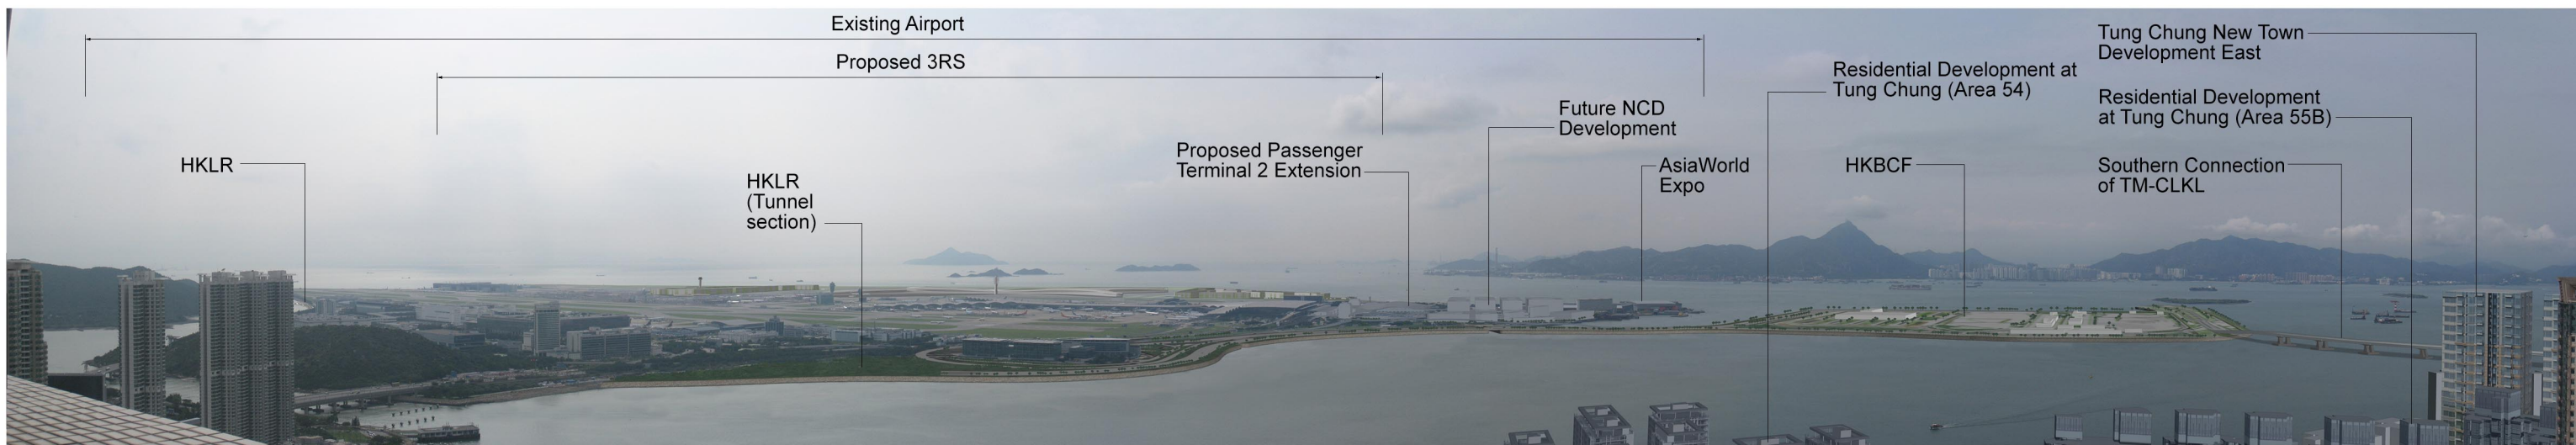 Existing Airport
Proposed 3RS
HKLR
HKLR
(Tunnel
section)
Proposed Passenger
Terminal 2 Extension
Future NCD
Development
AsiaWorld
Expo
Residential Development at
Tung Chung (Area 54)
HKBCF
Tung Chung New Town
Development East
Residential Development
at Tung Chung (Area 55B)
Southern Connection
of TM-CLKL